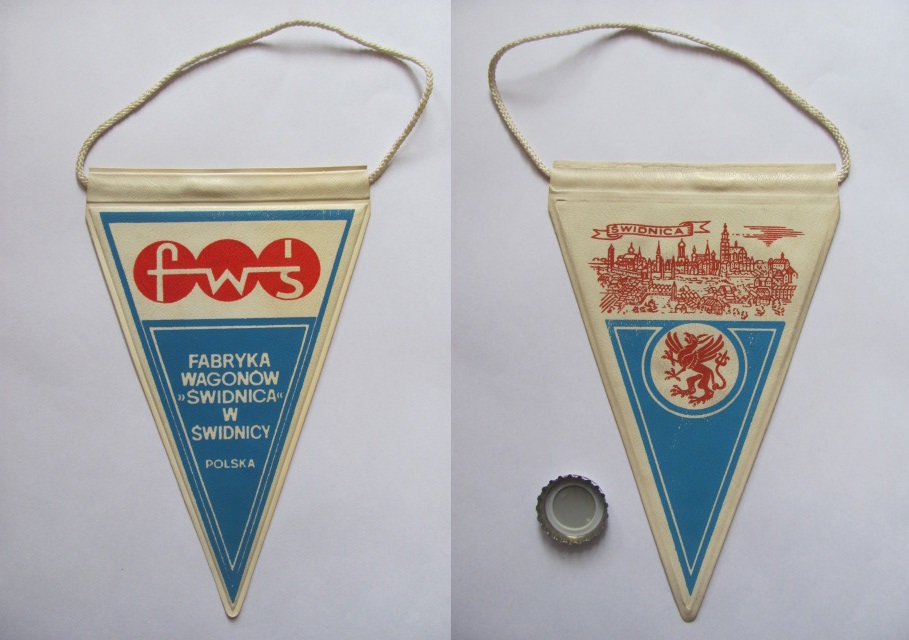 fwś
FABRYKA
WAGONÓW
»ŚWIDNICA«
W
ŚWIDNICY
POLSKA
ŚWIDNICA